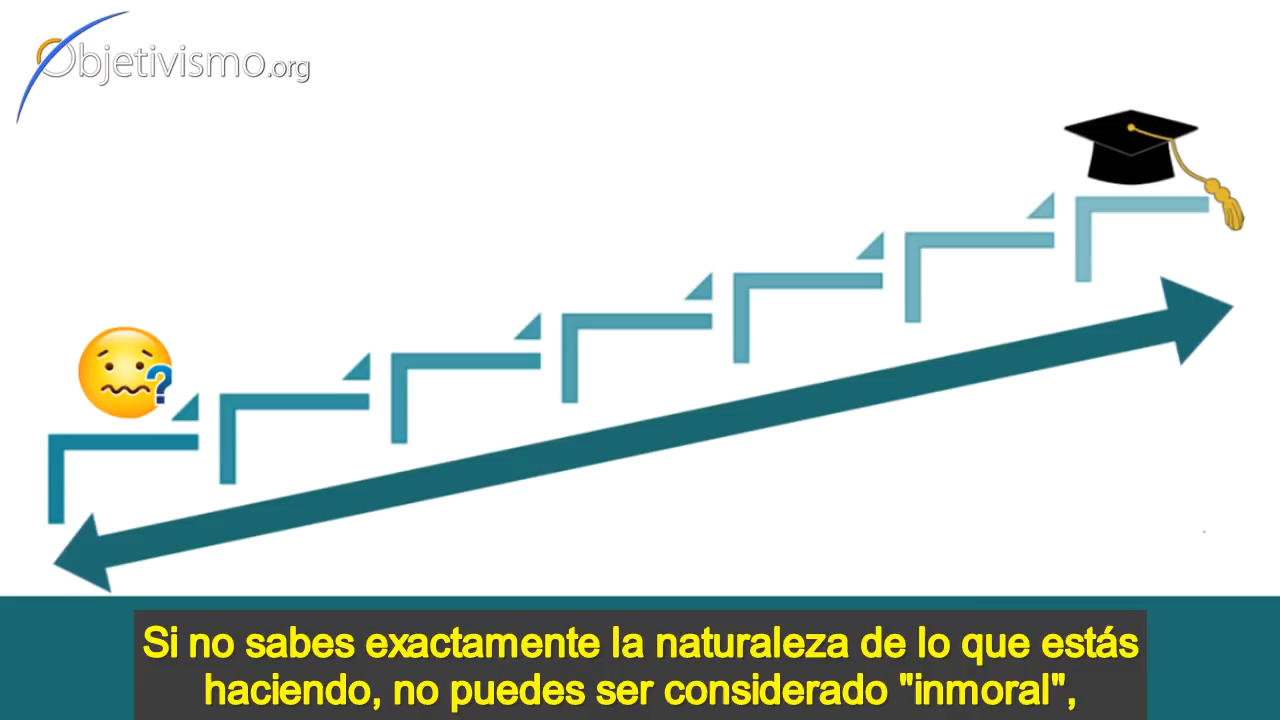 Objetivismo.org
?
Si no sabes exactamente la naturaleza de lo que estás
haciendo, no puedes ser considerado "inmoral",